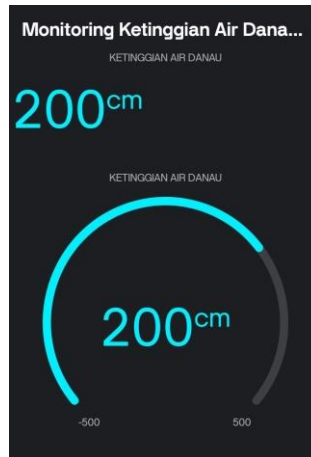 Monitoring Ketinggian Air Dana...
KETINGGIAN AIR DANAU
200cm
KETINGGIAN AIR DANAU
200cm
-500 500